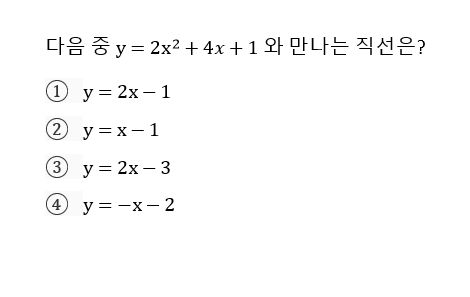 다음 중 y = 2x² + 4x + 1 와 만나는 직선은?
① y = 2x − 1
② y = x − 1
③ y = 2x − 3
④ y = −x − 2